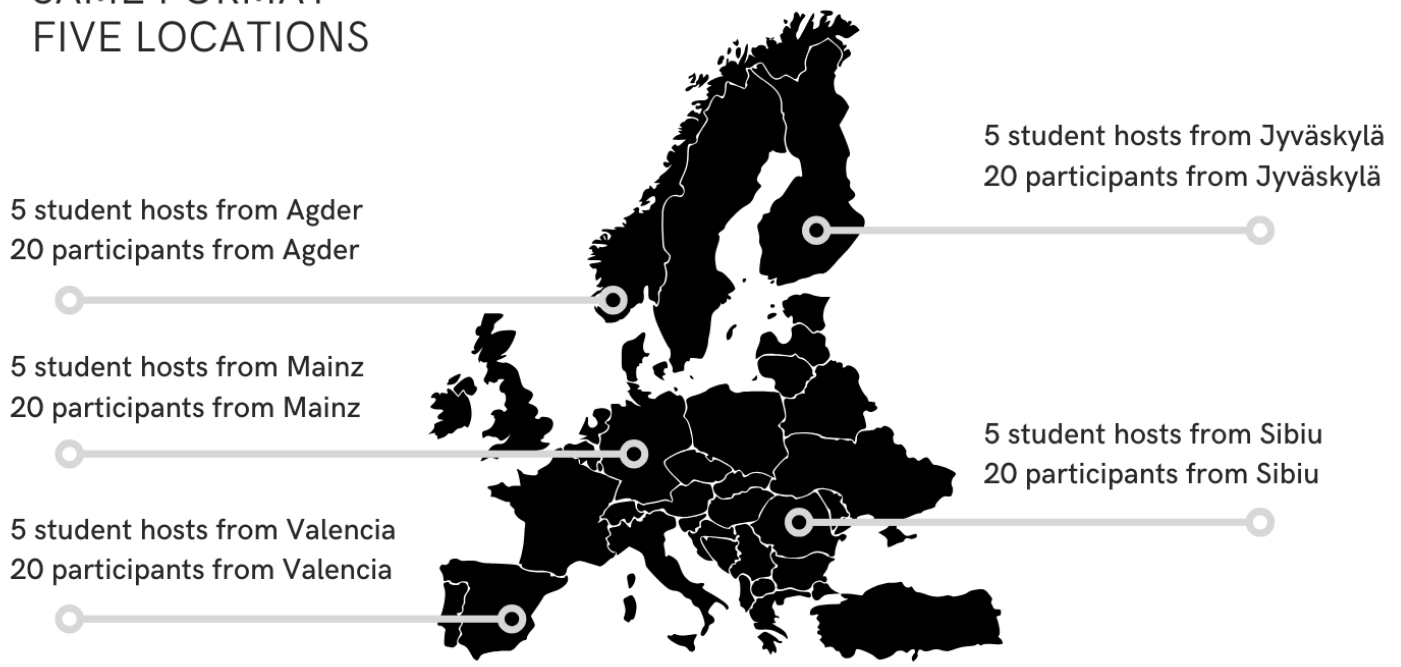 SAME FORMAT
FIVE LOCATIONS
5 student hosts from Jyväskylä
20 participants from Jyväskylä
5 student hosts from Agder
20 participants from Agder
5 student hosts from Mainz
20 participants from Mainz
5 student hosts from Sibiu
20 participants from Sibiu
5 student hosts from Valencia
20 participants from Valencia